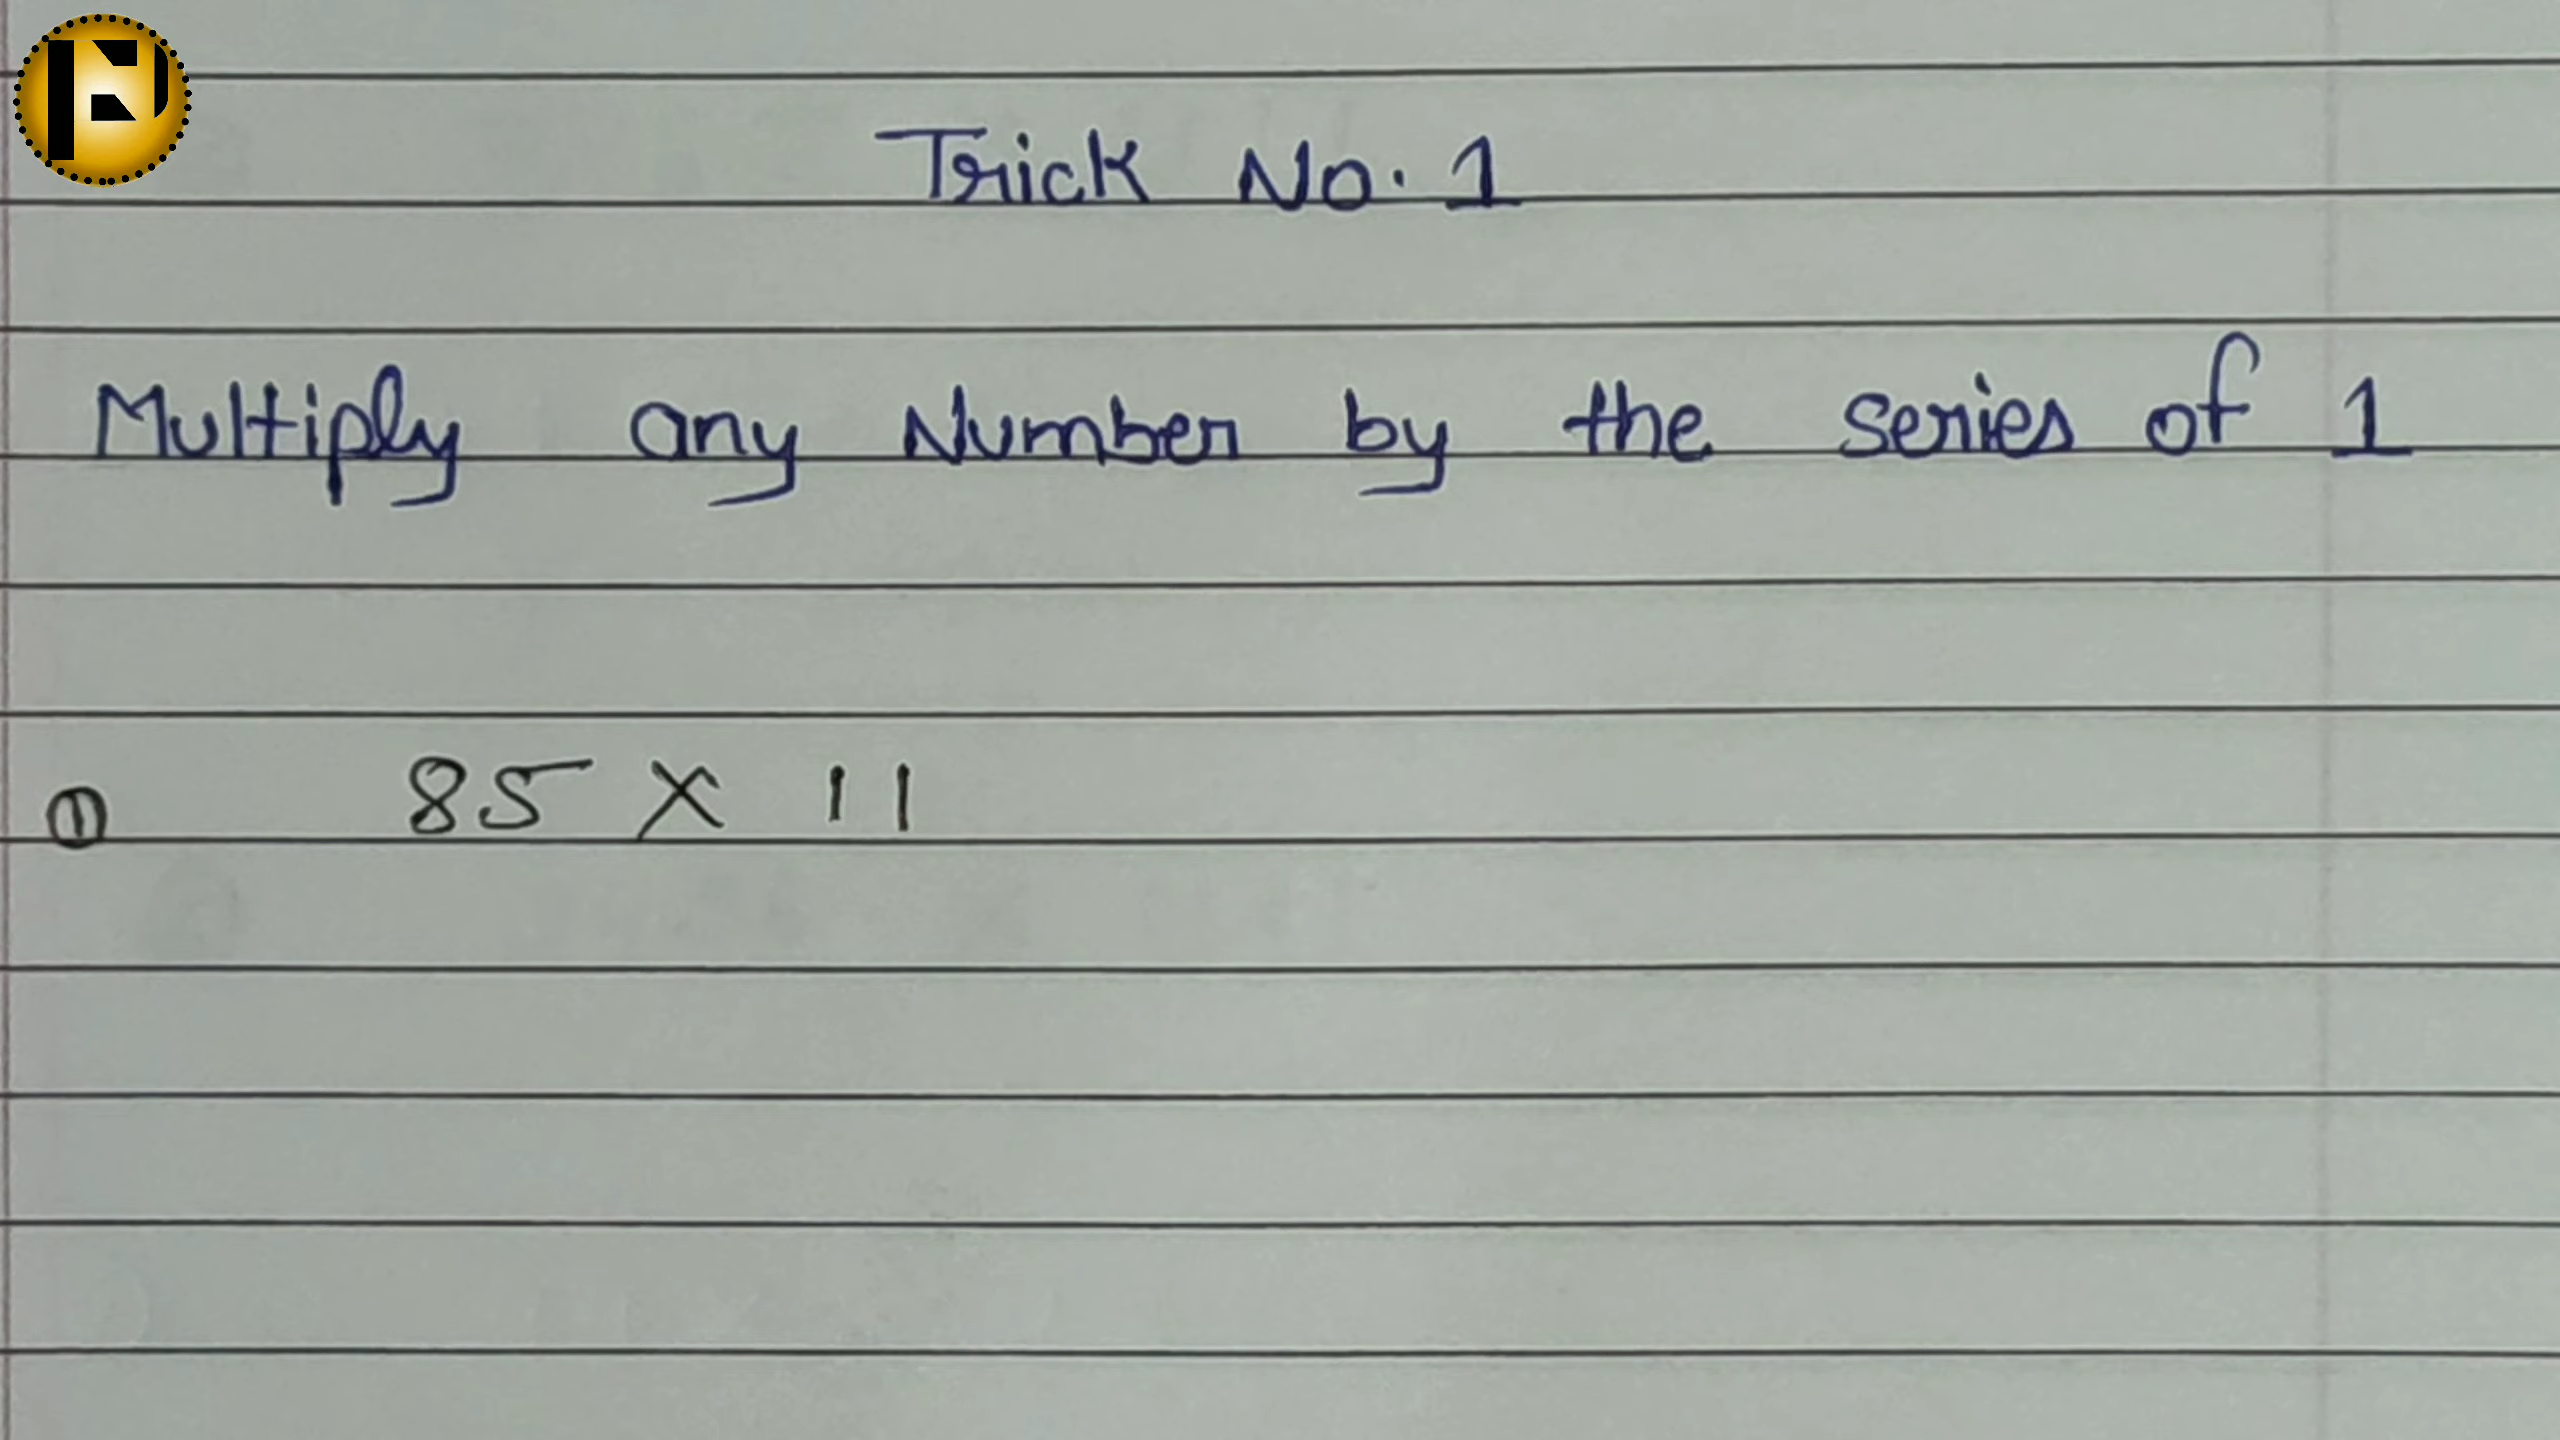 Trick No. 1
Multiply any Number by the series of 1
① 85 × 11